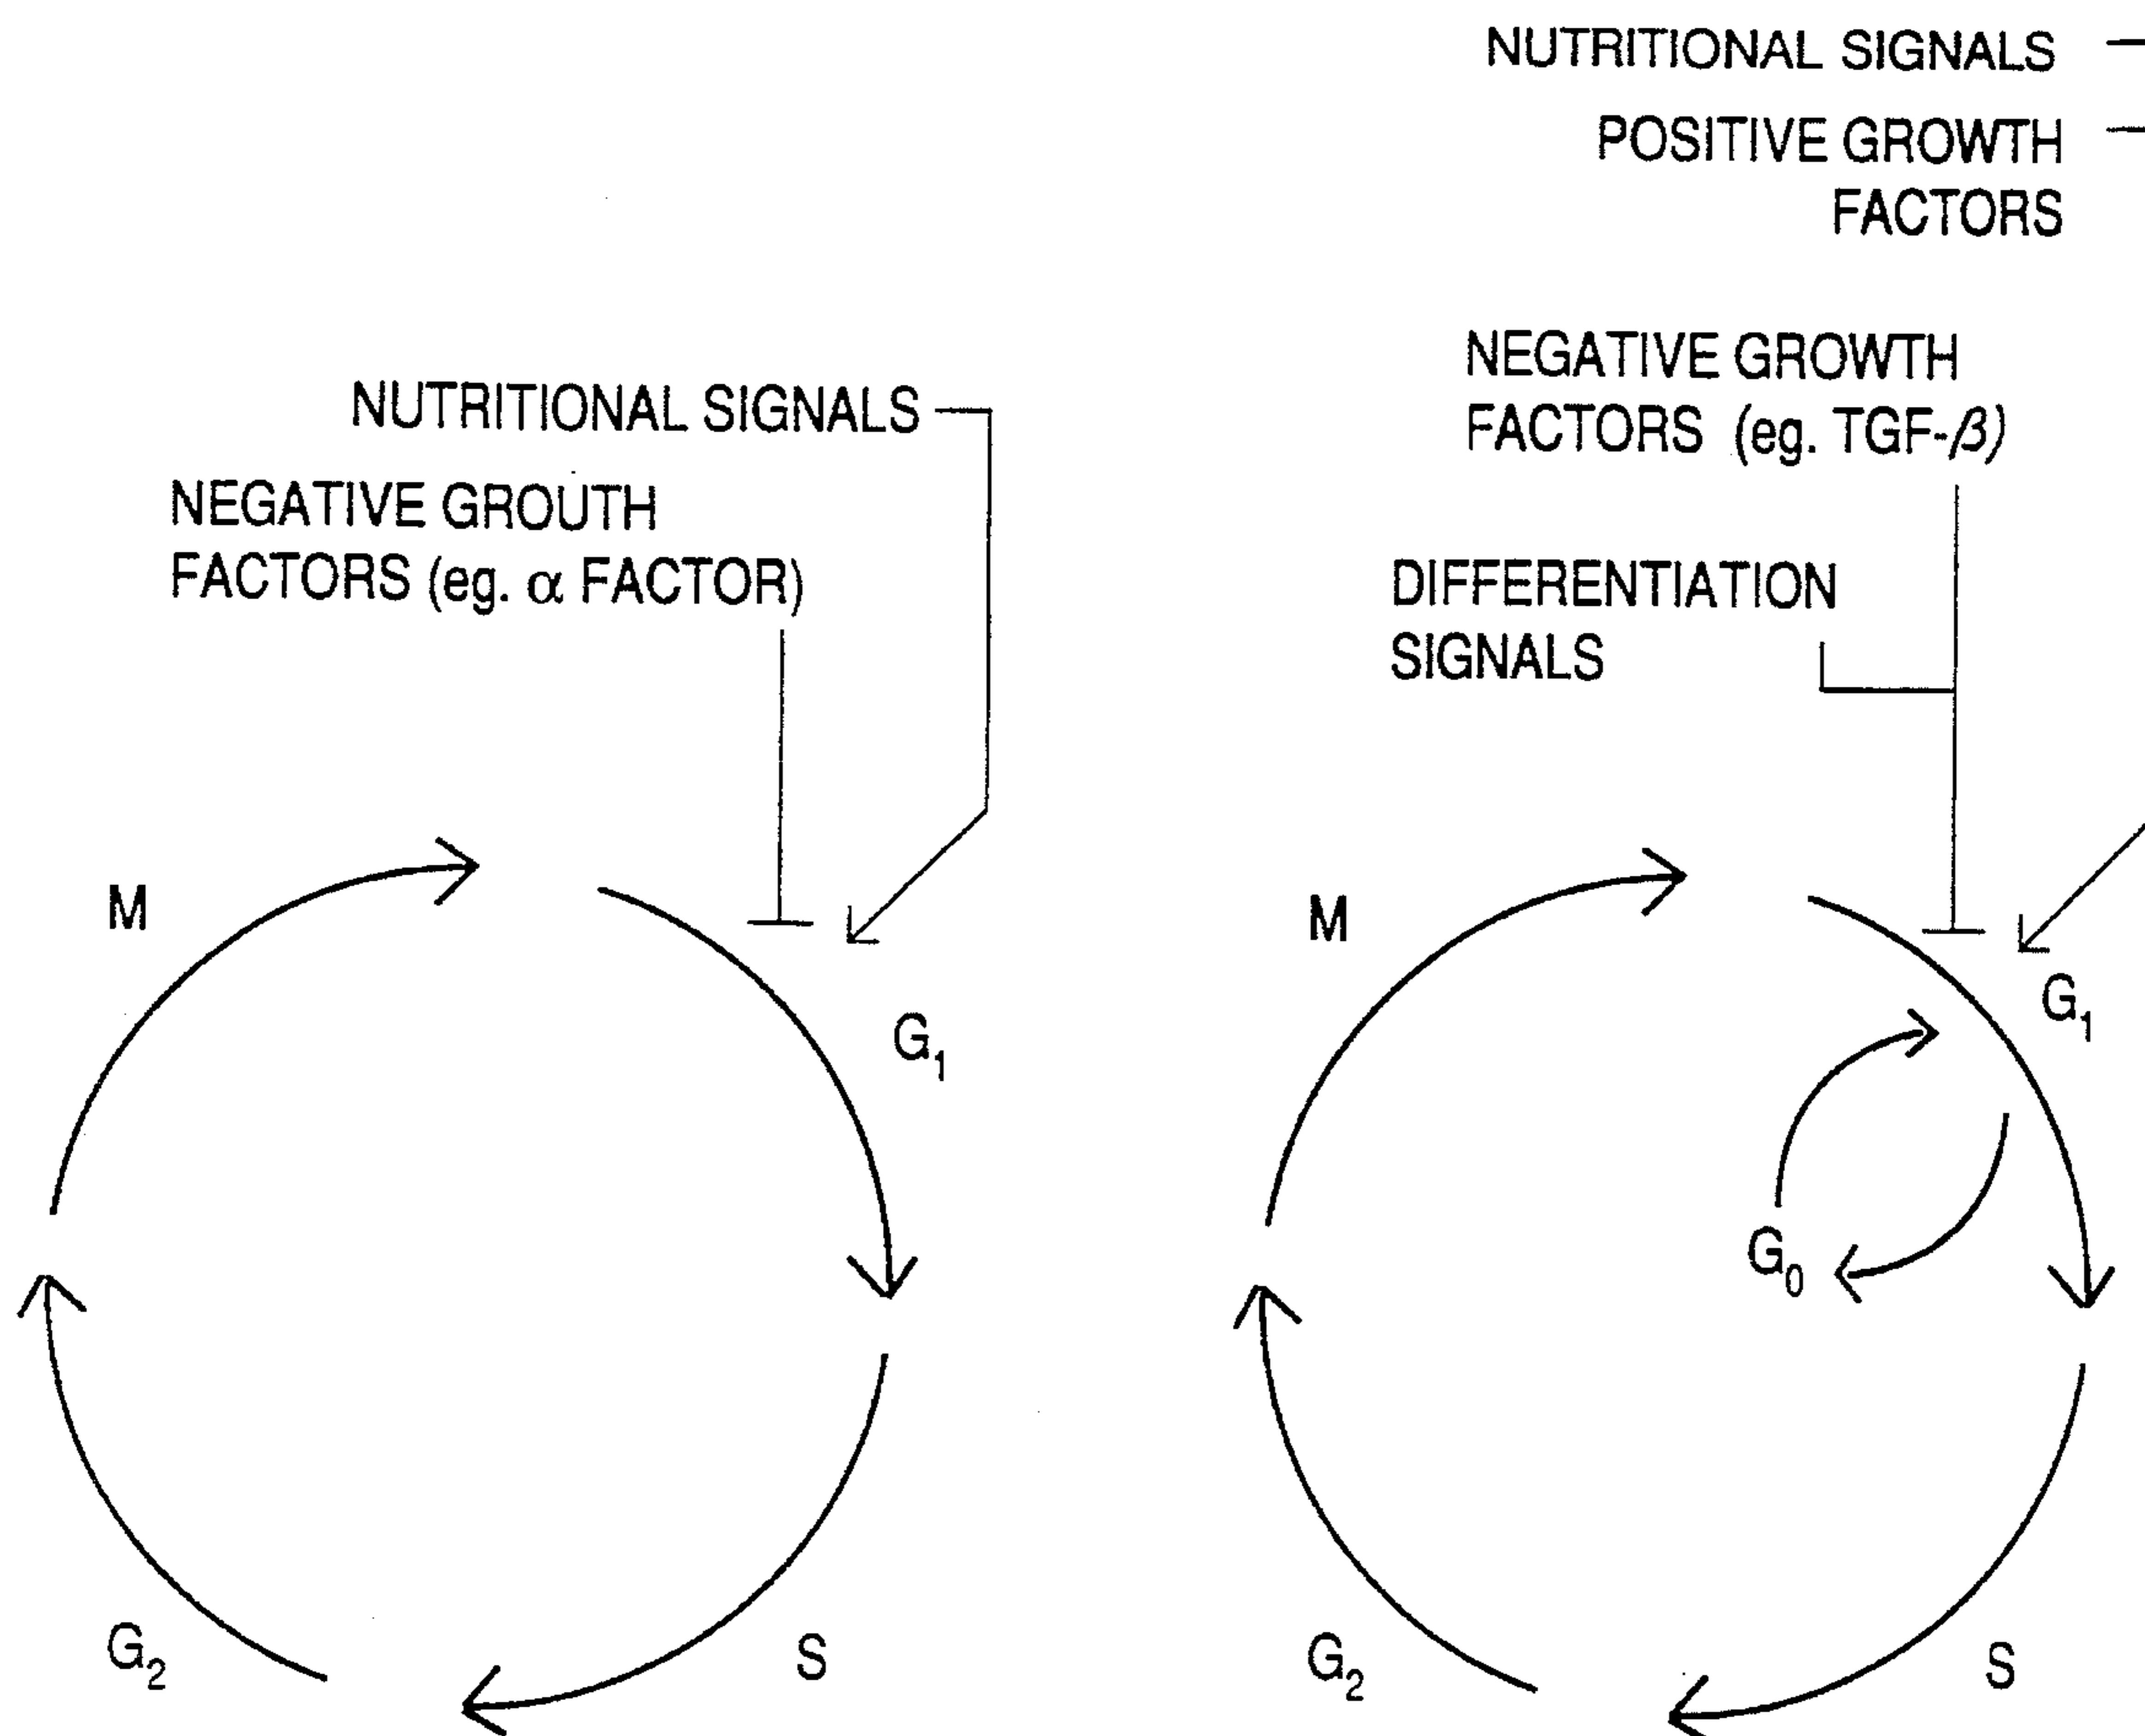 NUTRITIONAL SIGNALS
NEGATIVE GROUTH
FACTORS (eg. α FACTOR)
M
G₁
G₂
S
NUTRITIONAL SIGNALS
POSITIVE GROWTH
FACTORS
NEGATIVE GROWTH
FACTORS (eg. TGF-β)
DIFFERENTIATION
SIGNALS
M
G₁
G₀
G₂
S